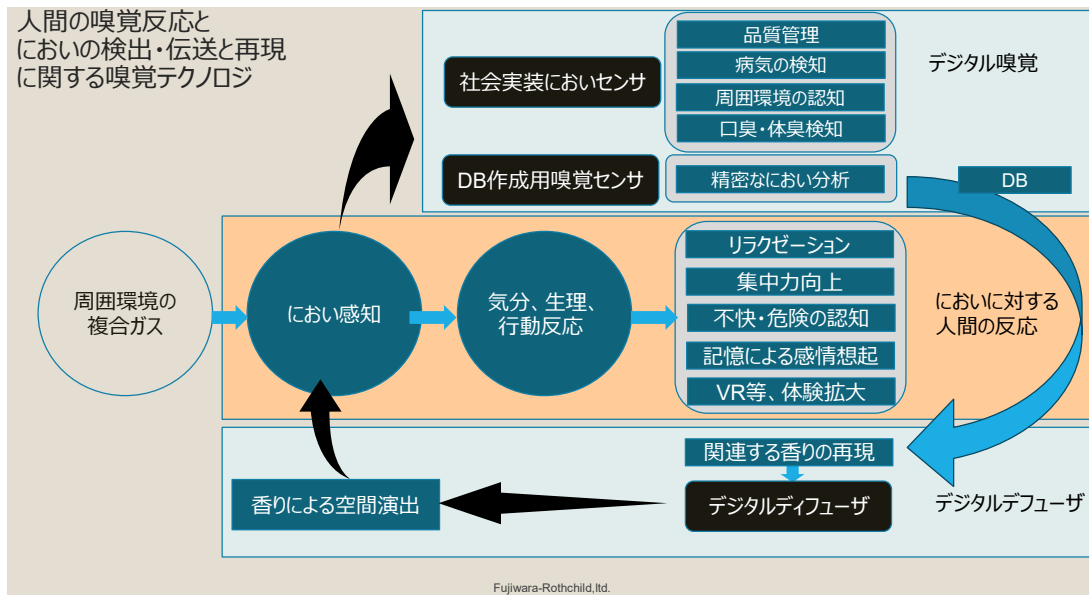 人間の嗅覚反応と
においの検出・伝送と再現
に関する嗅覚テクノロジ
品質管理
病気の検知
周囲環境の認知
口臭・体臭検知
社会実装においセンサ
デジタル嗅覚
DB作成用嗅覚センサ
精密なにおい分析
DB
周囲環境の
複合ガス
におい感知
気分、生理、
行動反応
リラクゼーション
集中力向上
不快・危険の認知
記憶による感情想起
VR等、体験拡大
においに対する
人間の反応
関連する香りの再現
香りによる空間演出
デジタルディフューザ
デジタルデフューザ
Fujiwara-Rothchild,ltd.